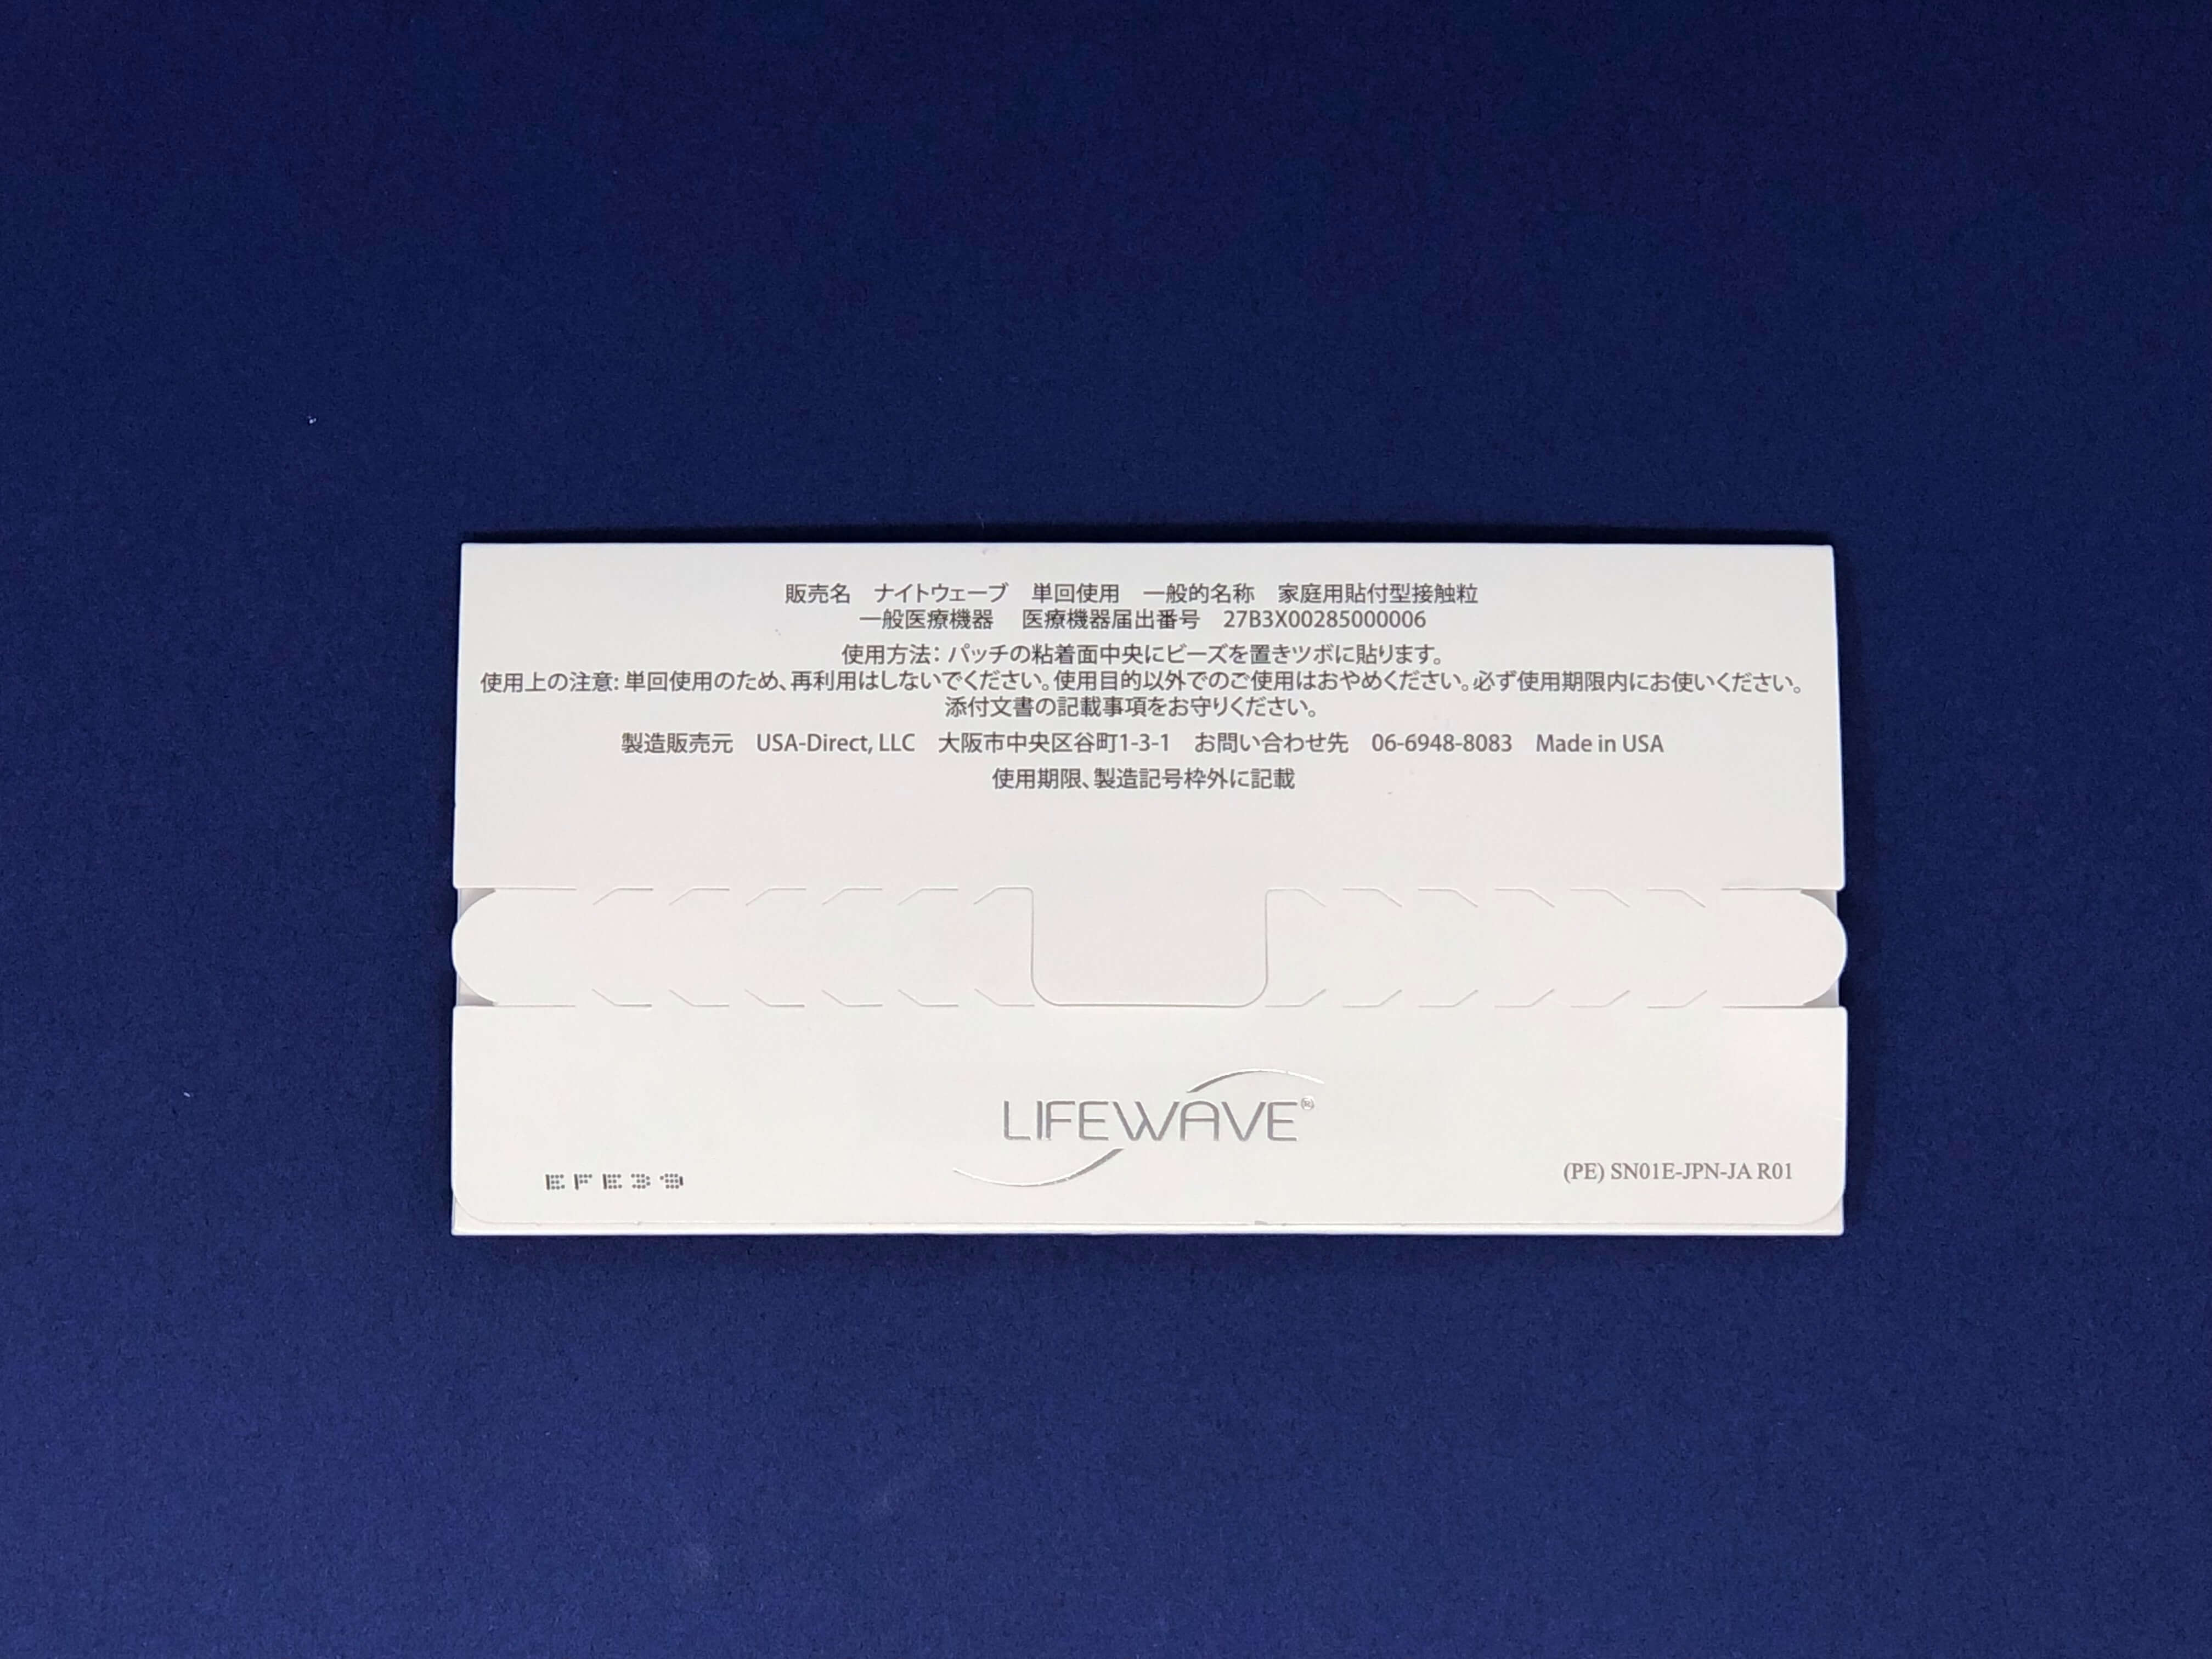 販売名　ナイトウェーブ　単回使用　一般的名称　家庭用貼付型接触粒
一般医療機器　医療機器届出番号　27B3X00285000006
使用方法：パッチの粘着面中央にビーズを置きツボに貼ります。
使用上の注意：単回使用のため、再利用はしないでください。使用目的以外でのご使用はおやめください。必ず使用期限内にお使いください。
添付文書の記載事項をお守りください。
製造販売元　USA-Direct, LLC　大阪市中央区谷町1-3-1　お問い合わせ先　06-6948-8083　Made in USA
使用期限、製造記号枠外に記載
LIFEWAVE®
EFE39
(PE) SN01E-JPN-JA R01